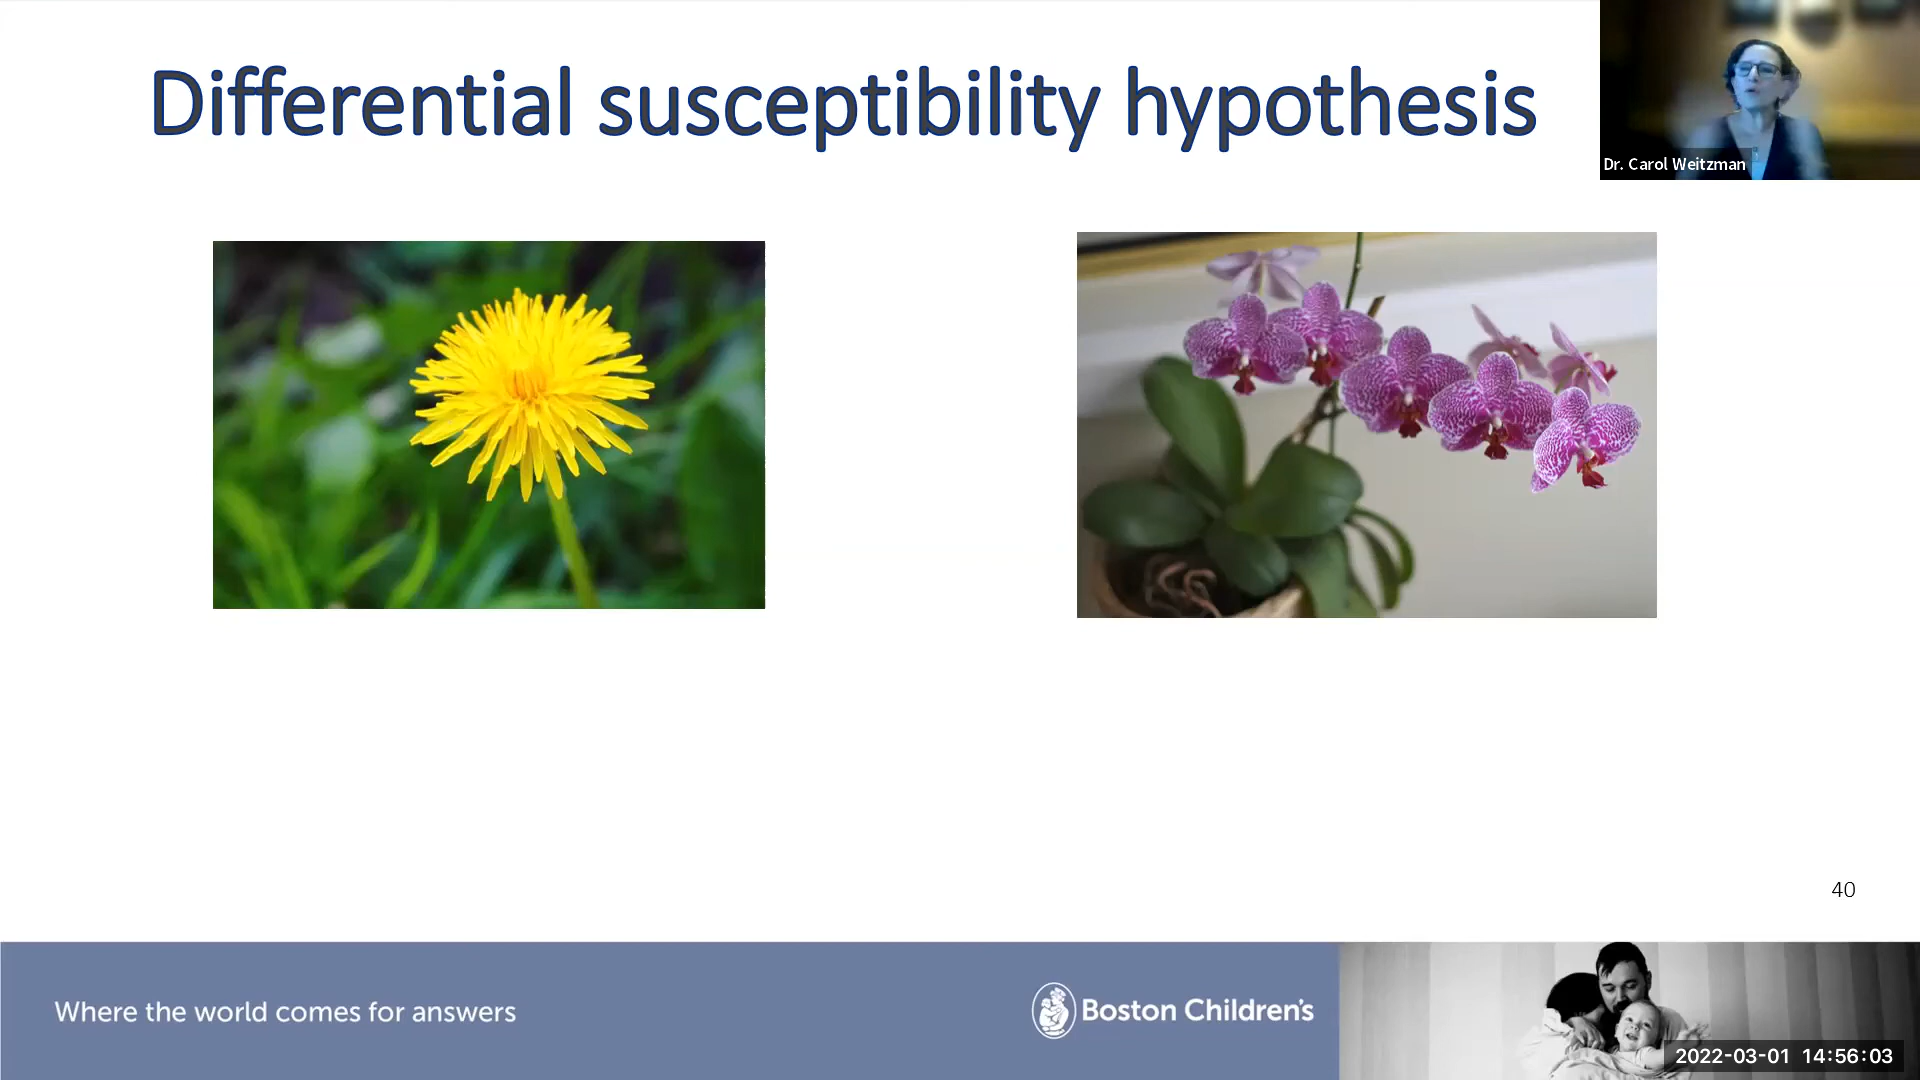 Differential susceptibility hypothesis
Dr. Carol Weitzman
40
Where the world comes for answers
Boston Children's
2022-03-01 14:56:03